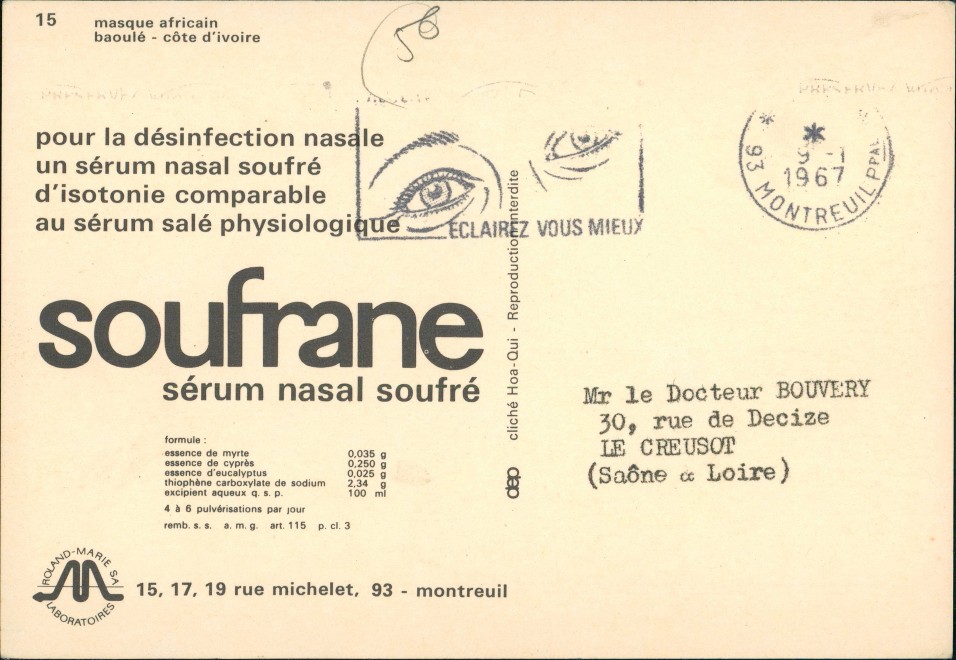 15
masque africain
baoulé - côte d'ivoire
56
pour la désinfection nasale
un sérum nasal soufré
d'isotonie comparable
au sérum salé physiologique
ECLAIREZ VOUS MIEUX
9 -1
1967
93 MONTREUIL PPAL
soufrane
sérum nasal soufré
formule :
essence de myrte 0,035 g
essence de cyprès 0,250 g
essence d'eucalyptus 0,025 g
thiophène carboxylate de sodium 2,34 g
excipient aqueux q. s. p. 100 ml
4 à 6 pulvérisations par jour
remb. s. s. a. m. g. art. 115 p. cl. 3
ROLAND-MARIE SA
LABORATOIRES
15, 17, 19 rue michelet, 93 - montreuil
cliché Hoa-Qui - Reproduction interdite
dep
Mr le Docteur BOUVERY
30, rue de Decize
LE CREUSOT
(Saône & Loire)